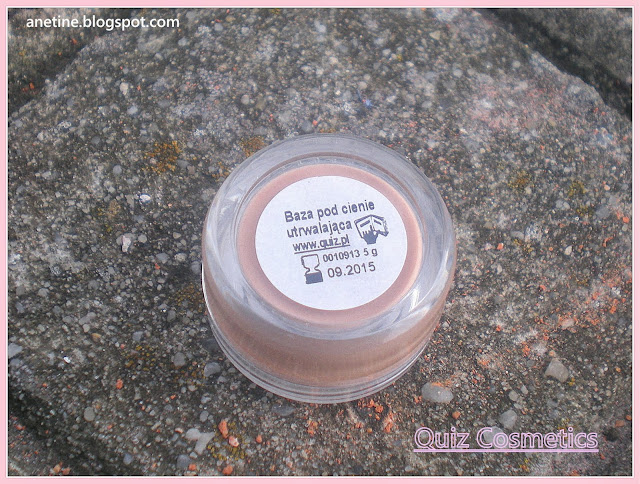 anetine.blogspot.com
Baza pod cienie
utrwalająca
www.quiz.pl
0010913 5 g
09.2015
Quiz Cosmetics